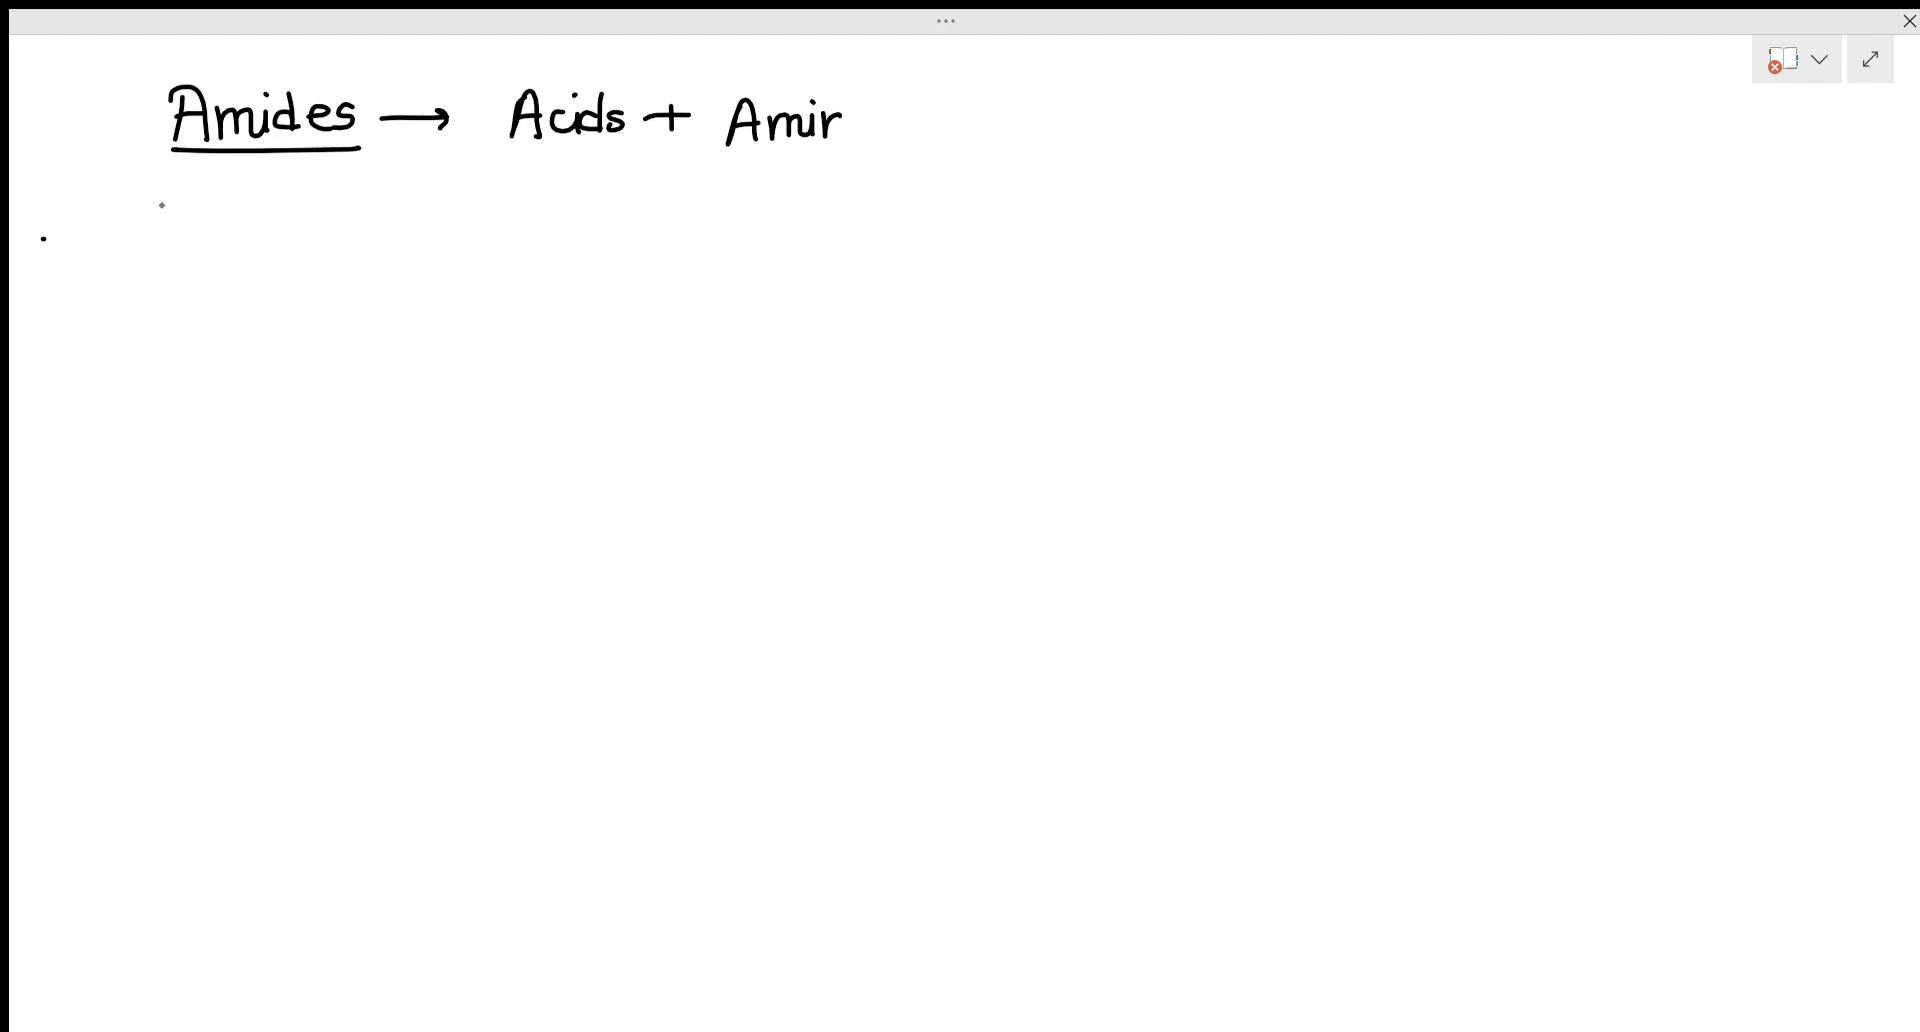 Amides → Acids + Amir